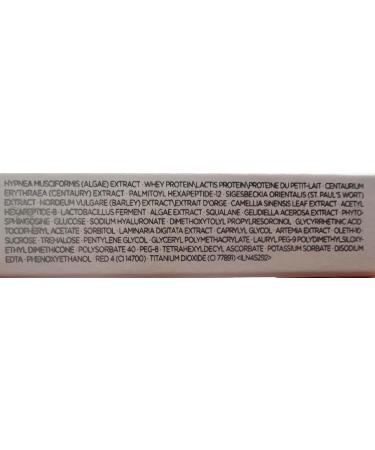 HYPNEA MUSCIFORMIS (ALGAE) EXTRACT · WHEY PROTEIN\LACTIS PROTEIN\PROTEINE DU PETIT-LAIT · CENTAURIUM
ERYTHRAEA (CENTAURY) EXTRACT · PALMITOYL HEXAPEPTIDE-12 · SIGESBECKIA ORIENTALIS (ST. PAUL'S WORT)
EXTRACT · HORDEUM VULGARE (BARLEY) EXTRACT\EXTRAIT D'ORGE · CAMELLIA SINENSIS LEAF EXTRACT · ACETYL
HEXAPEPTIDE-8 · LACTOBACILLUS FERMENT · ALGAE EXTRACT · SQUALANE · GELIDIELLA ACEROSA EXTRACT · PHYTO-
SPHINGOSINE · GLUCOSE · SODIUM HYALURONATE · DIMETHOXYTOLYL PROPYLRESORCINOL · GLYCYRRHETINIC ACID
TOCOPHERYL ACETATE · SORBITOL · LAMINARIA DIGITATA EXTRACT · CAPRYLYL GLYCOL · ARTEMIA EXTRACT · OLETH-10
SUCROSE · TREHALOSE · PENTYLENE GLYCOL · GLYCERYL POLYMETHACRYLATE · LAURYL PEG-9 POLYDIMETHYLSILOXY-
ETHYL DIMETHICONE · POLYSORBATE 40 · PEG-8 · TETRAHEXYLDECYL ASCORBATE · POTASSIUM SORBATE · DISODIUM
EDTA · PHENOXYETHANOL · RED 4 (CI 14700) · TITANIUM DIOXIDE (CI 77891) <ILN45292>